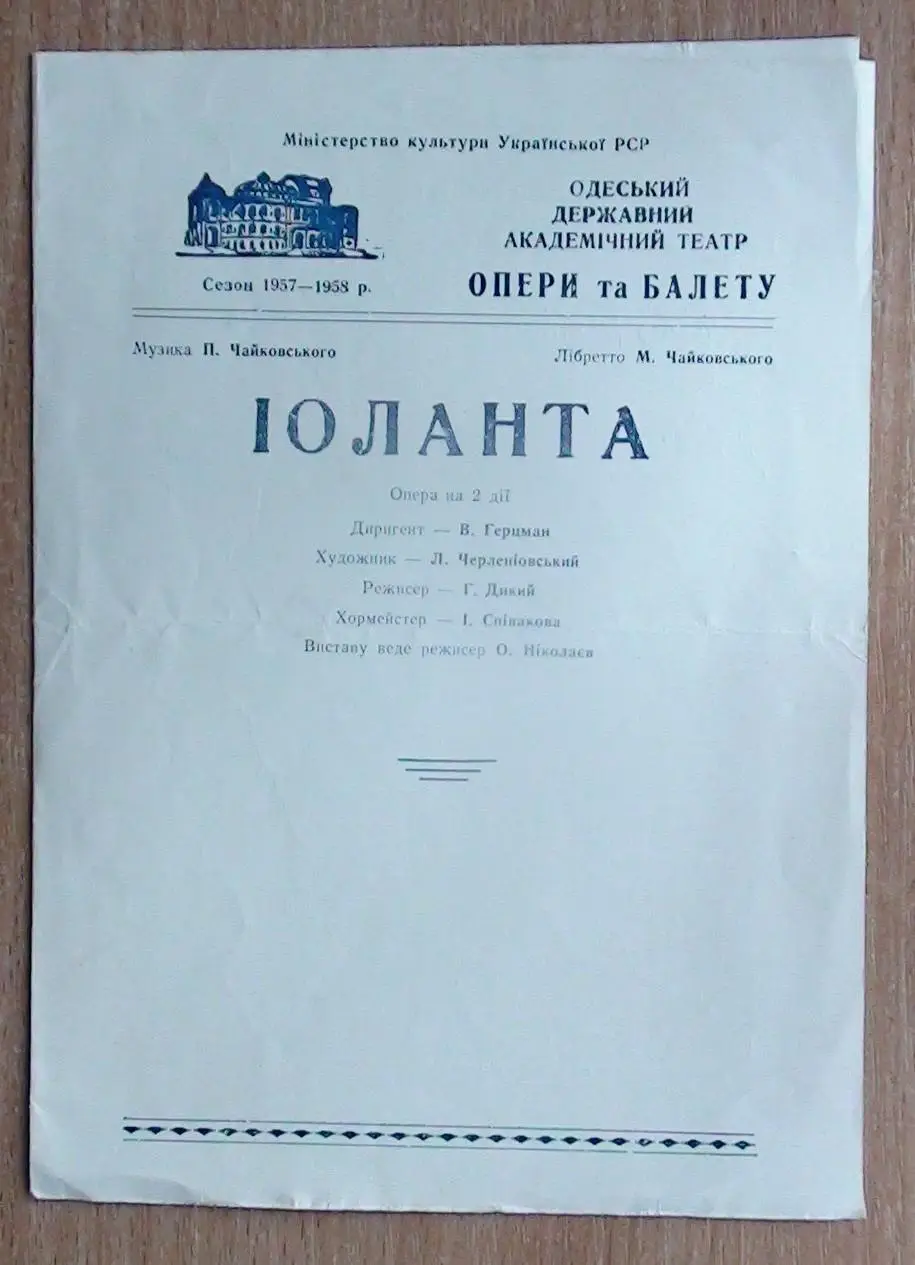 Міністерство культури Української РСР
ОДЕСЬКИЙ
ДЕРЖАВНИЙ
АКАДЕМІЧНИЙ ТЕАТР
ОПЕРИ та БАЛЕТУ
Сезон 1957—1958 р.
Музика П. Чайковського
Лібретто М. Чайковського
ІОЛАНТА
Опера на 2 дії
Диригент — В. Герцман
Художник — Л. Черленіовський
Режисер — Г. Дикий
Хормейстер — І. Співакова
Виставу веде режисер О. Ніколаєв